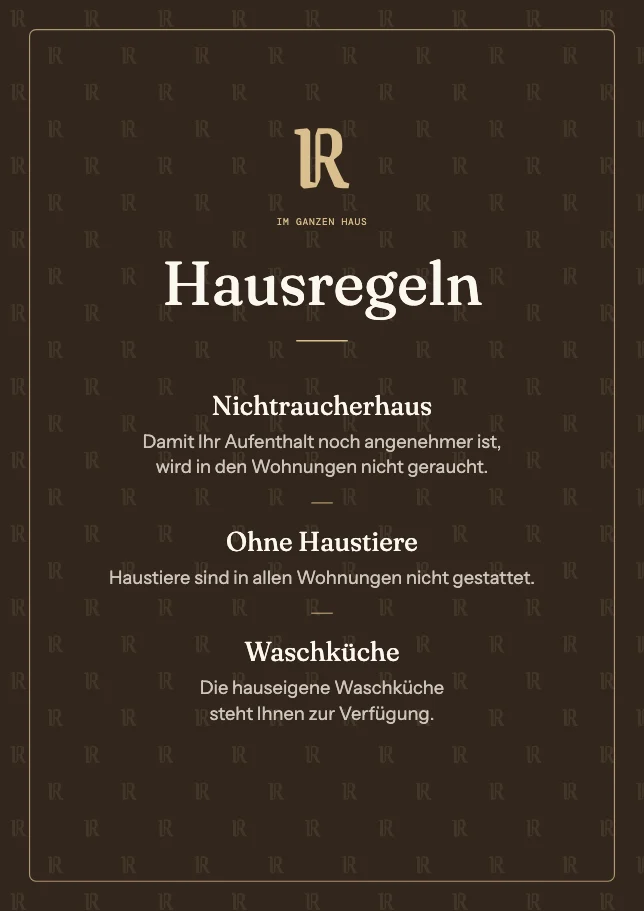 R
IM GANZEN HAUS
Hausregeln
Nichtraucherhaus
Damit Ihr Aufenthalt noch angenehmer ist,
wird in den Wohnungen nicht geraucht.
Ohne Haustiere
Haustiere sind in allen Wohnungen nicht gestattet.
Waschküche
Die hauseigene Waschküche
steht Ihnen zur Verfügung.